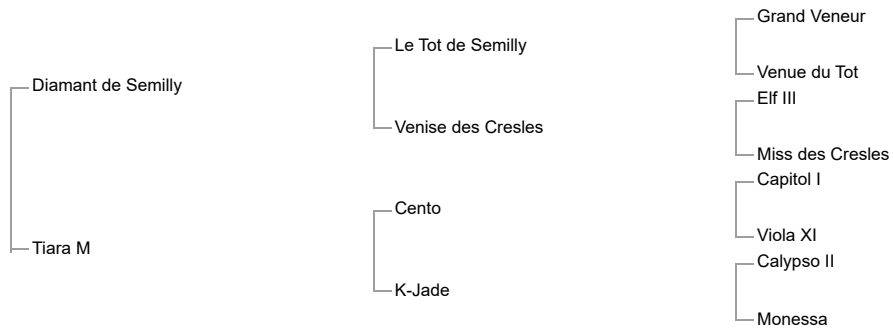 Diamant de Semilly
Tiara M
Le Tot de Semilly
Venise des Cresles
Cento
K-Jade
Grand Veneur
Venue du Tot
Elf III
Miss des Cresles
Capitol I
Viola XI
Calypso II
Monessa